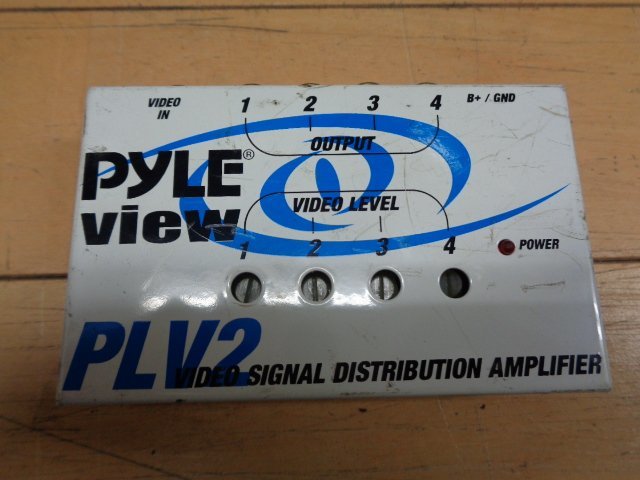 VIDEO IN 1 2 3 4 B+ / GND
OUTPUT
PYLE®
view
VIDEO LEVEL
1 2 3 4 POWER
PLV2
VIDEO SIGNAL DISTRIBUTION AMPLIFIER